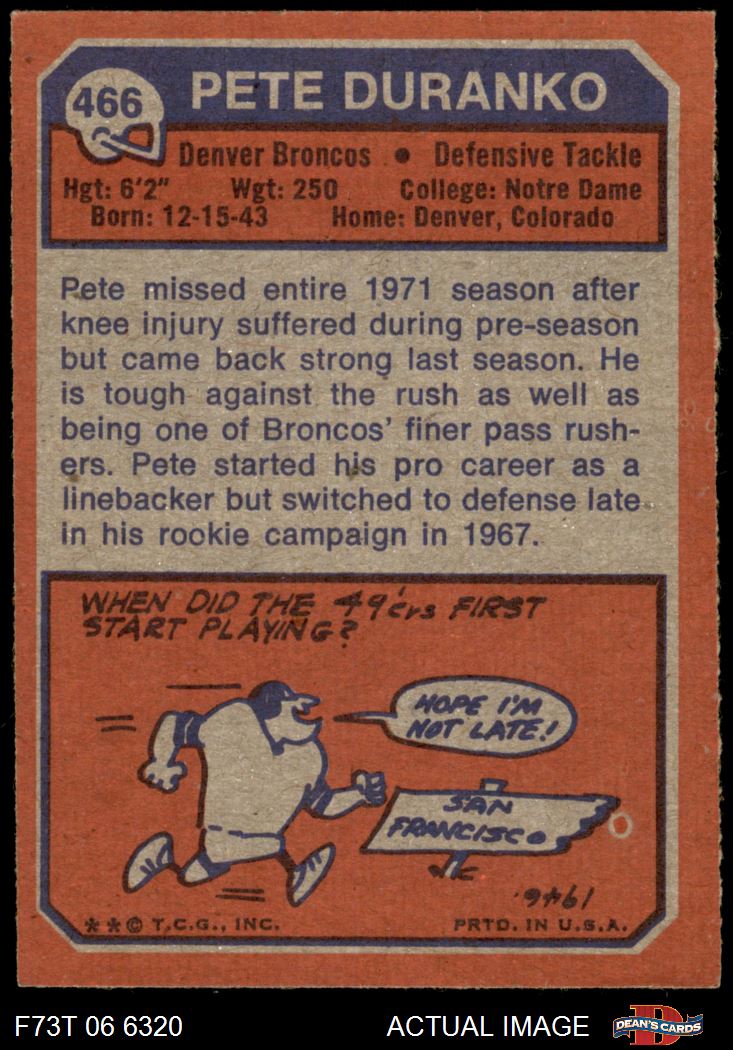 466
PETE DURANKO
Denver Broncos • Defensive Tackle
Hgt: 6'2" Wgt: 250 College: Notre Dame
Born: 12-15-43 Home: Denver, Colorado
Pete missed entire 1971 season after
knee injury suffered during pre-season
but came back strong last season. He
is tough against the rush as well as
being one of Broncos' finer pass rush-
ers. Pete started his pro career as a
linebacker but switched to defense late
in his rookie campaign in 1967.
WHEN DID THE 49'ers FIRST
START PLAYING?
HOPE I'M
NOT LATE!
SAN
FRANCISCO
1946.
** © T.C.G., INC. PRTD. IN U.S.A.
F73T 06 6320 ACTUAL IMAGE
D
DEAN'S CARDS